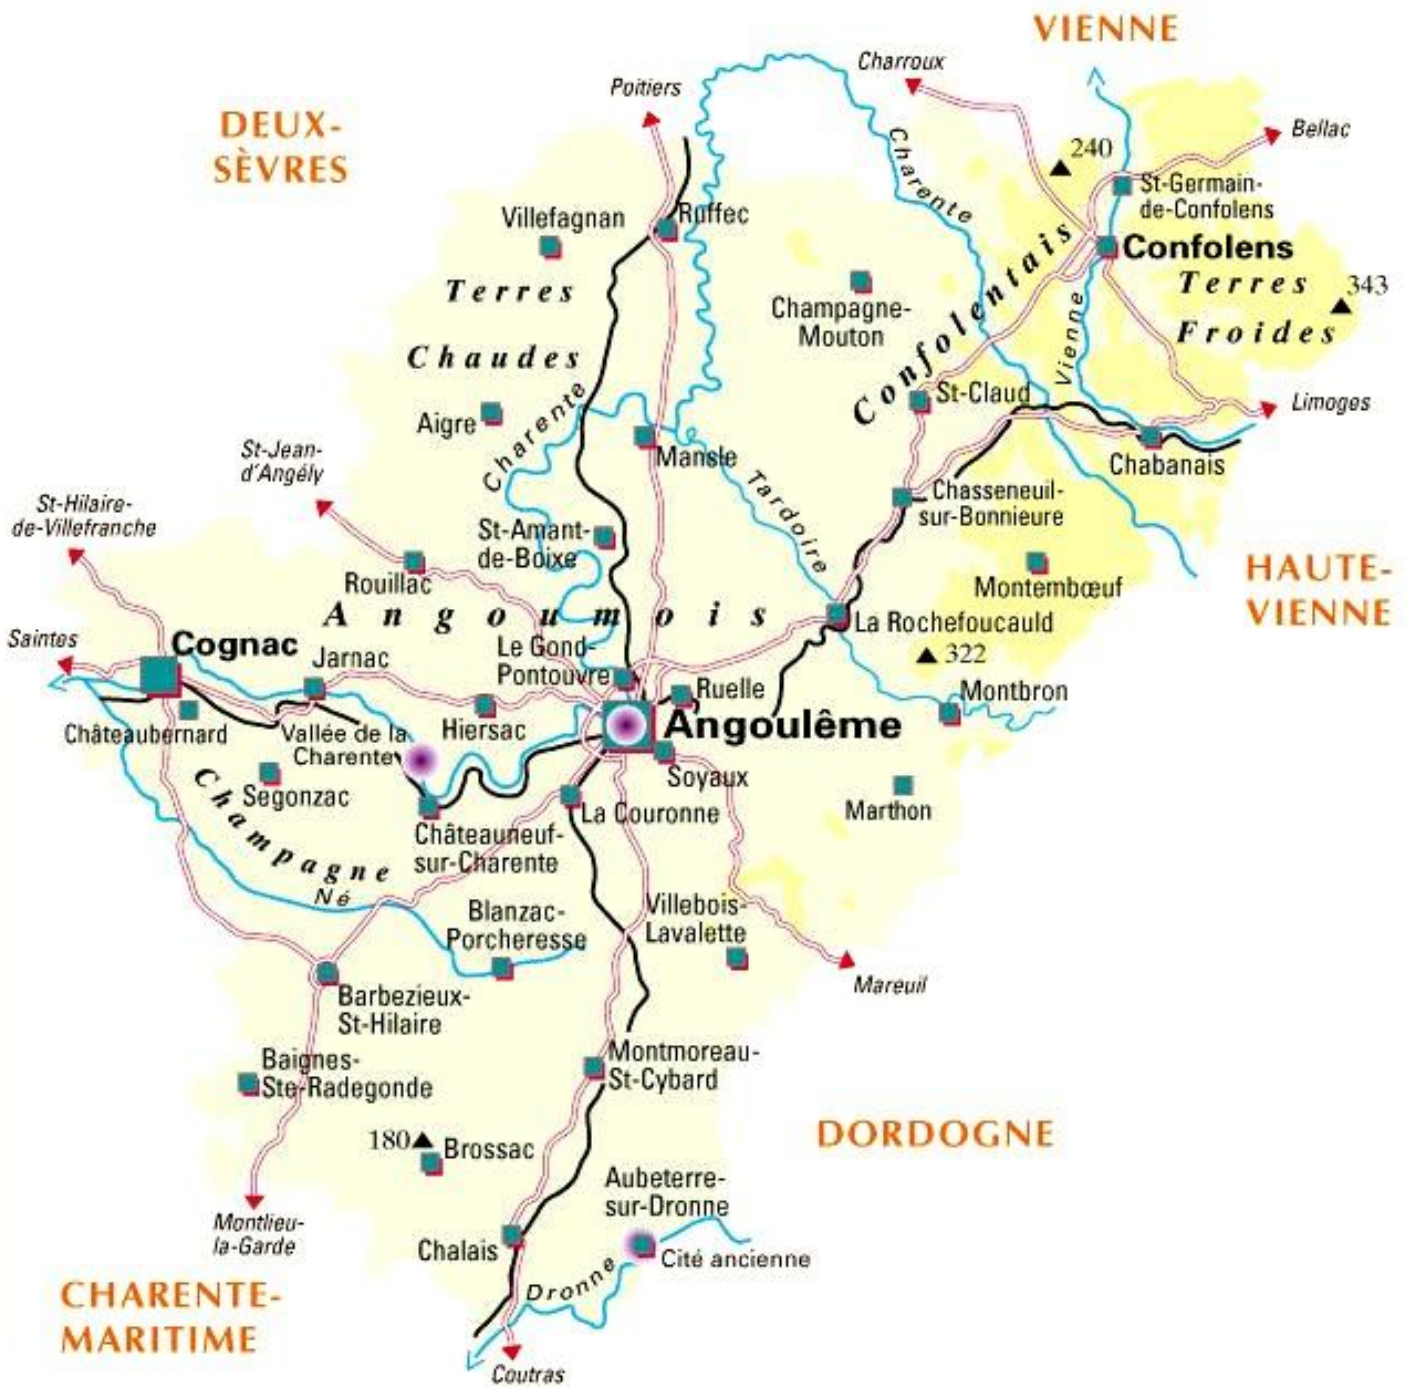 VIENNE
Charroux
Poitiers
DEUX-
SÈVRES
Bellac
240
Charente
St-Germain-
de-Confolens
Villefagnan
Ruffec
Confolens
Terres
Froides
343
Terres
Chaudes
Champagne-
Mouton
Confolentais
Vienne
St-Claud
Limoges
Aigre
Charente
Mansle
Chabanais
St-Jean-
d'Angély
Tardoire
Chasseneuil-
sur-Bonnieure
St-Hilaire-
de-Villefranche
St-Amant-
de-Boixe
Rouillac
Montembœuf
HAUTE-
VIENNE
Angoumois
La Rochefoucauld
Saintes
Cognac
Jarnac
Le Gond-
Pontouvre
322
Ruelle
Montbron
Châteaubernard
Vallée de la
Charente
Hiersac
Angoulême
Soyaux
Segonzac
Champagne
La Couronne
Marthon
Châteauneuf-
sur-Charente
Né
Blanzac-
Porcheresse
Villebois-
Lavalette
Mareuil
Barbezieux-
St-Hilaire
Baignes-
Ste-Radegonde
Montmoreau-
St-Cybard
DORDOGNE
180
Brossac
Aubeterre-
sur-Dronne
Montlieu-
la-Garde
Chalais
Cité ancienne
Dronne
CHARENTE-
MARITIME
Coutras